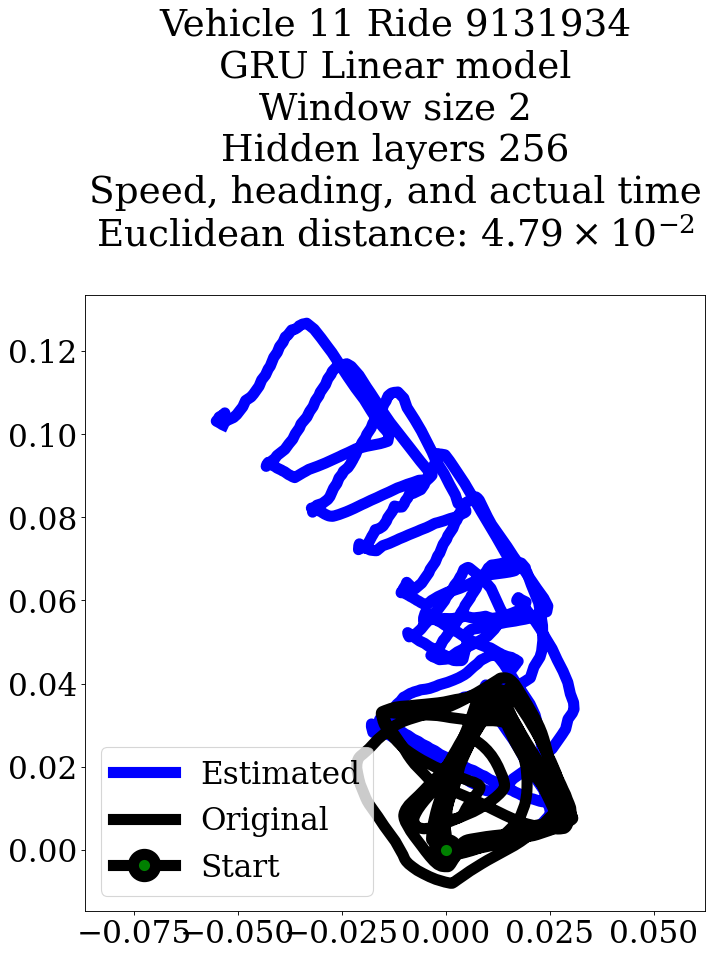 Vehicle 11 Ride 9131934
GRU Linear model
Window size 2
Hidden layers 256
Speed, heading, and actual time
Euclidean distance: 4.79 × 10⁻²
0.12
0.10
0.08
0.06
0.04
0.02
0.00
Estimated
Original
Start
−0.075 −0.050 −0.025 0.000 0.025 0.050